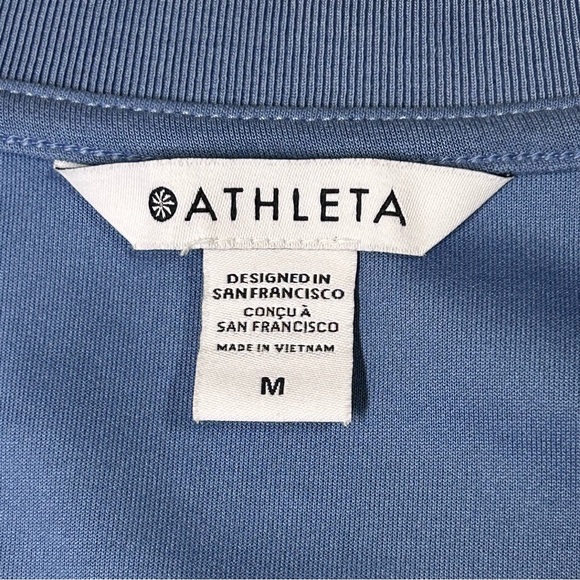 ATHLETA
DESIGNED IN
SAN FRANCISCO
CONÇU À
SAN FRANCISCO
MADE IN VIETNAM
M